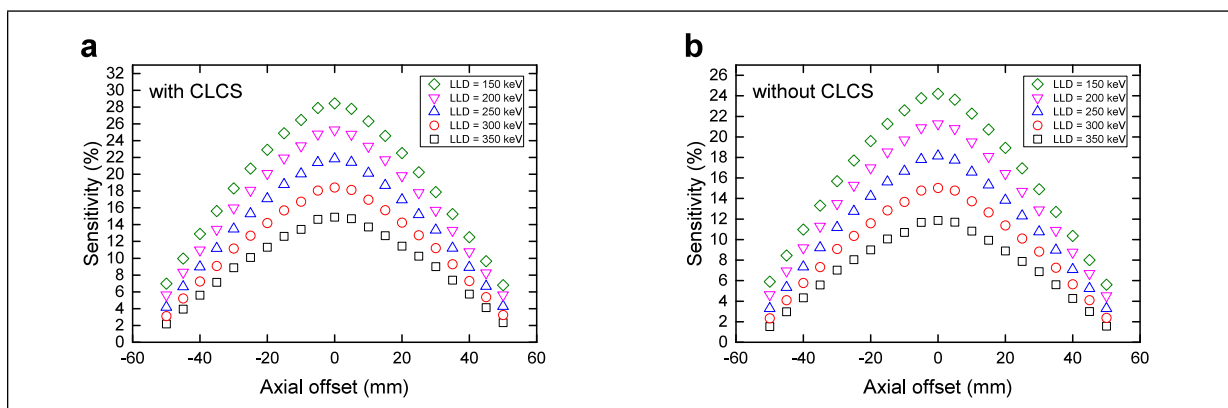 a
with CLCS
LLD = 150 keV
LLD = 200 keV
LLD = 250 keV
LLD = 300 keV
LLD = 350 keV
32
30
28
26
24
22
20
18
16
14
12
10
8
6
4
2
0
Sensitivity (%)
-60 -40 -20 0 20 40 60
Axial offset (mm)
b
without CLCS
LLD = 150 keV
LLD = 200 keV
LLD = 250 keV
LLD = 300 keV
LLD = 350 keV
26
24
22
20
18
16
14
12
10
8
6
4
2
0
Sensitivity (%)
-60 -40 -20 0 20 40 60
Axial offset (mm)